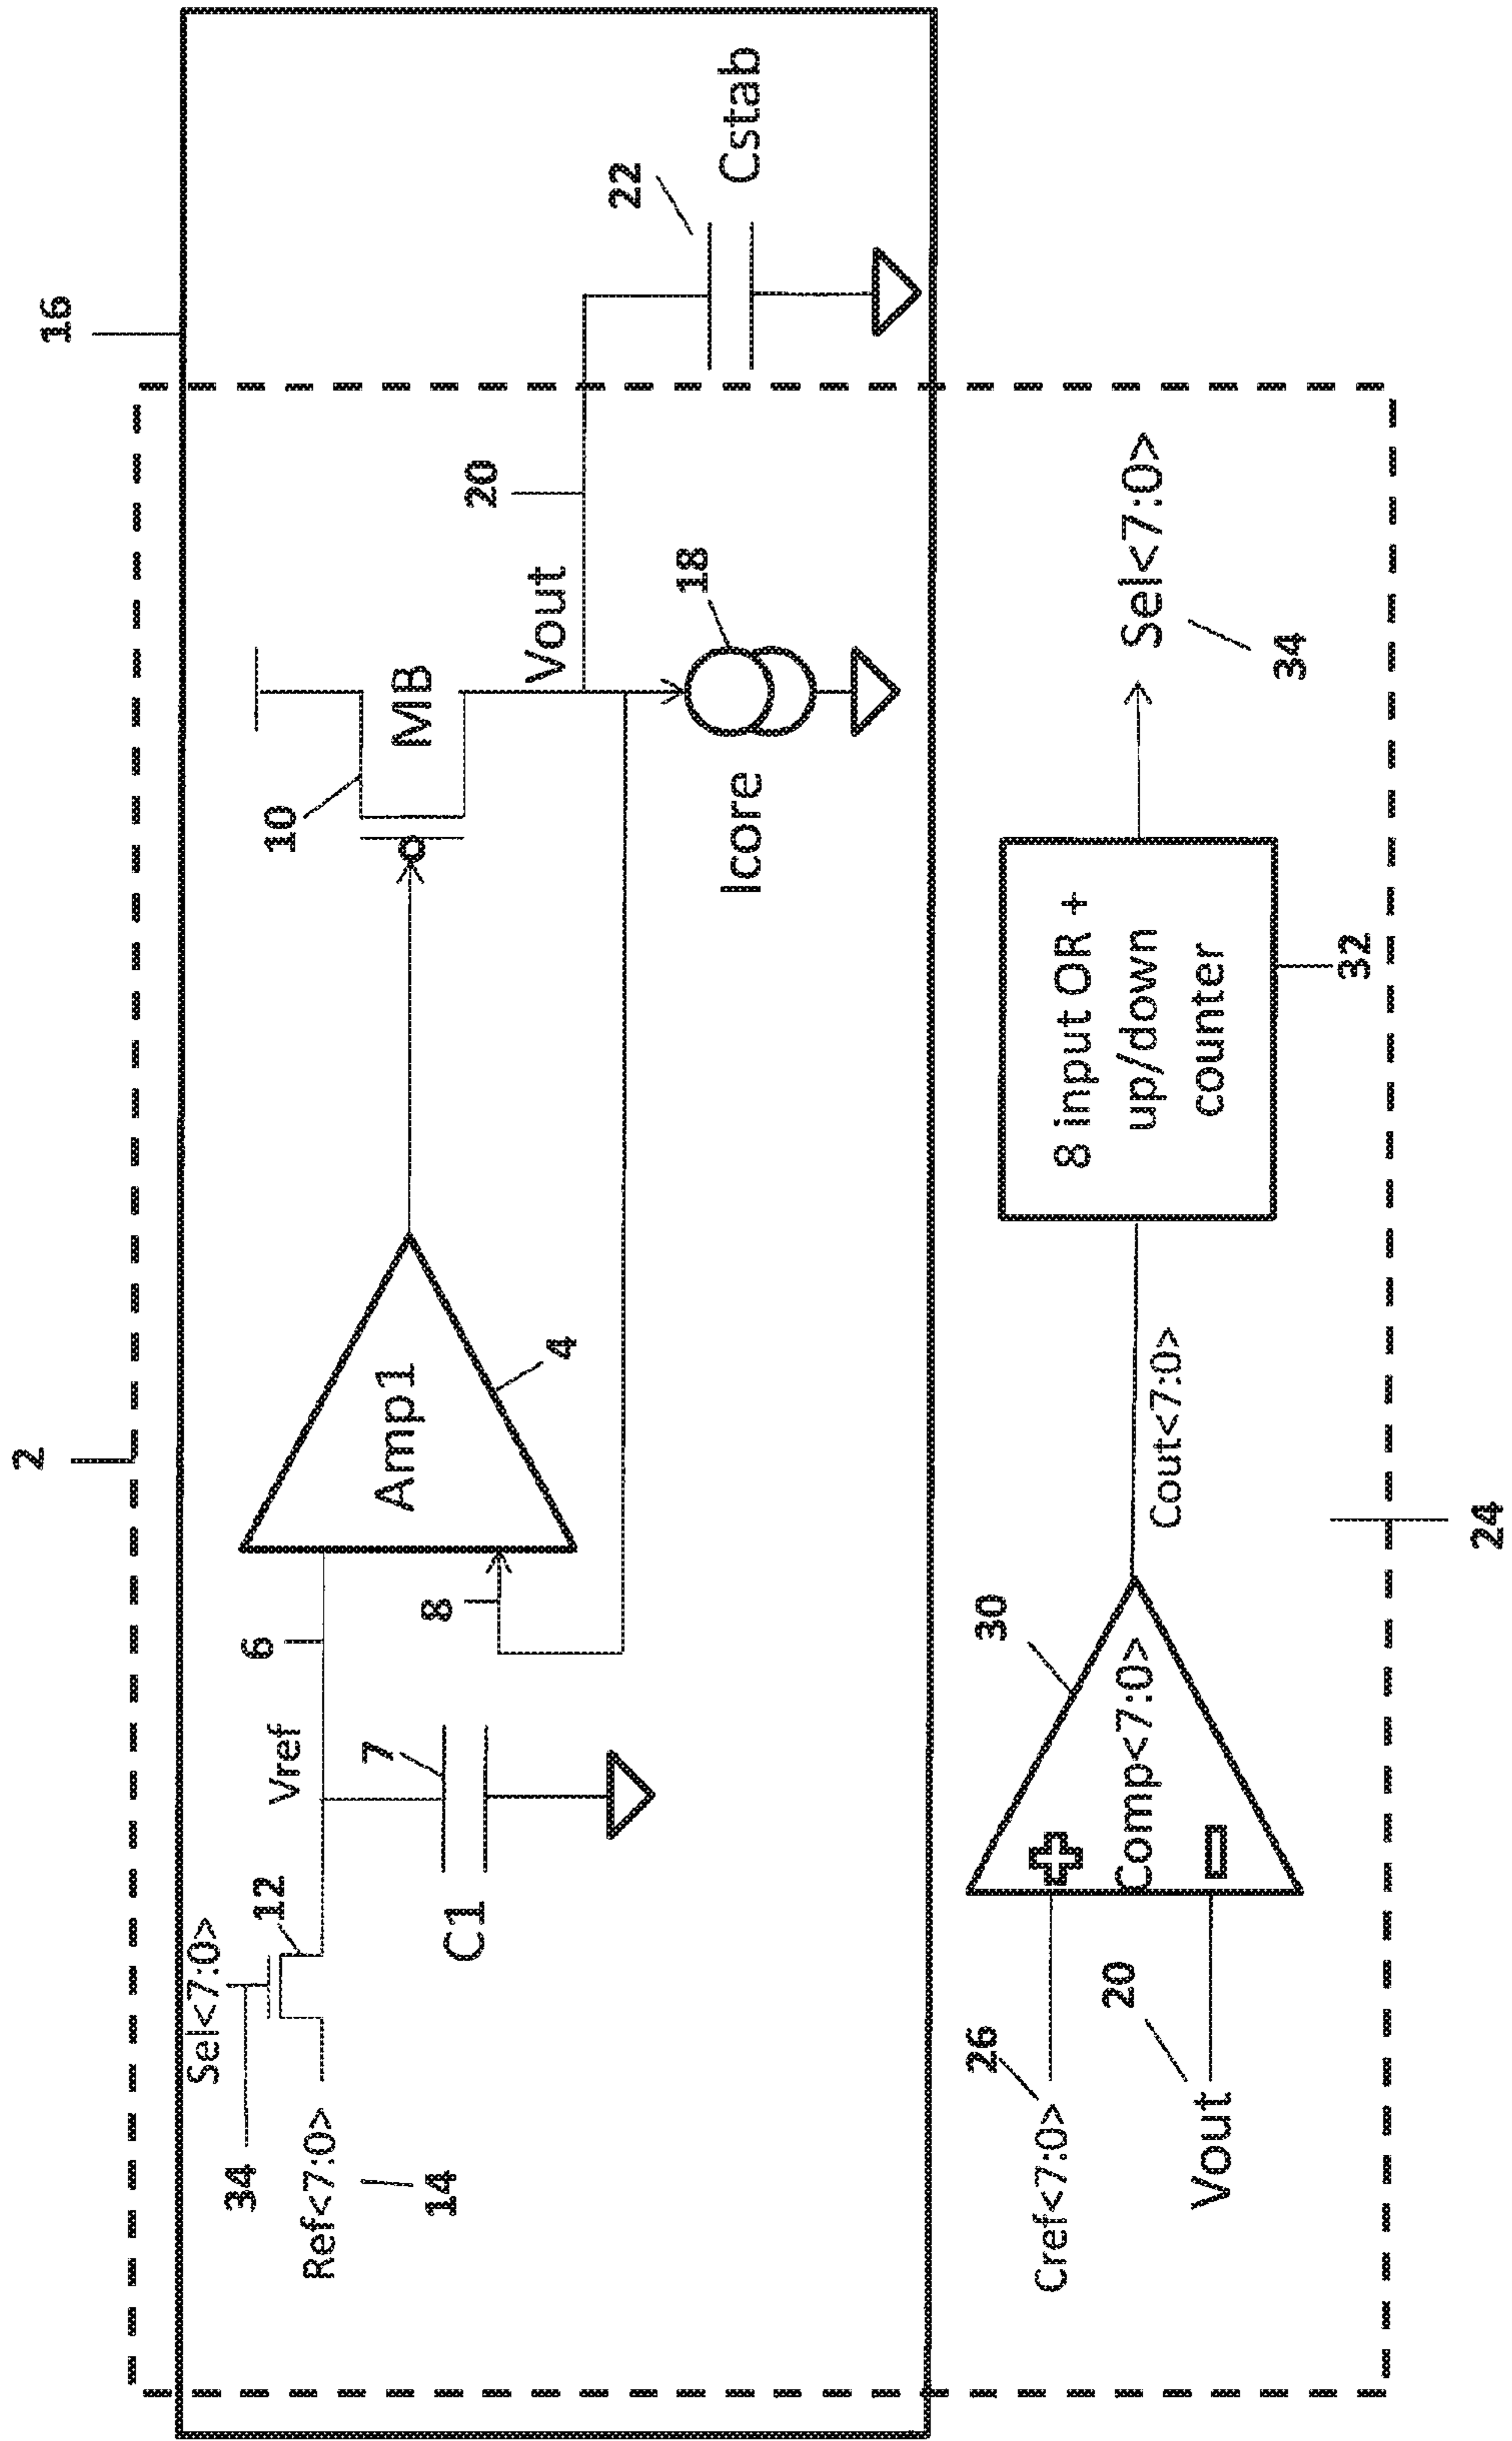 2
16
Sel<7:0>
34
12
Ref<7:0>
14
Vref
6
7
C1
8
Amp1
4
10
MB
Vout
20
22
Cstab
18
Icore
Cref<7:0>
26
Vout
20
30
Comp<7:0>
Cout<7:0>
8 input OR +
up/down
counter
32
Sel<7:0>
34
24